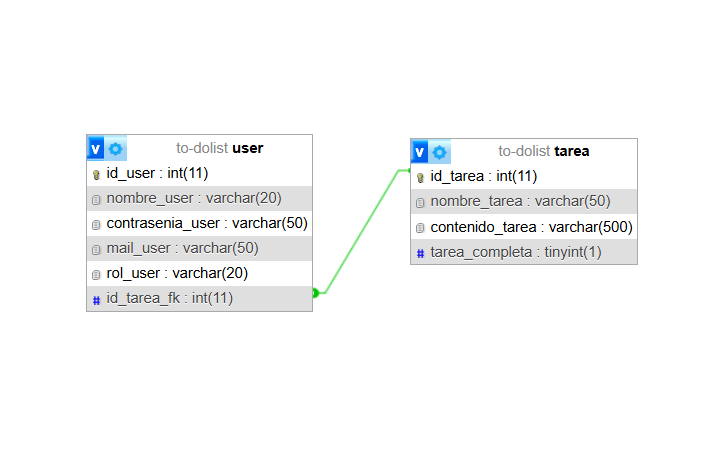 v to-dolist user
id_user : int(11)
nombre_user : varchar(20)
contrasenia_user : varchar(50)
mail_user : varchar(50)
rol_user : varchar(20)
# id_tarea_fk : int(11)
v to-dolist tarea
id_tarea : int(11)
nombre_tarea : varchar(50)
contenido_tarea : varchar(500)
# tarea_completa : tinyint(1)